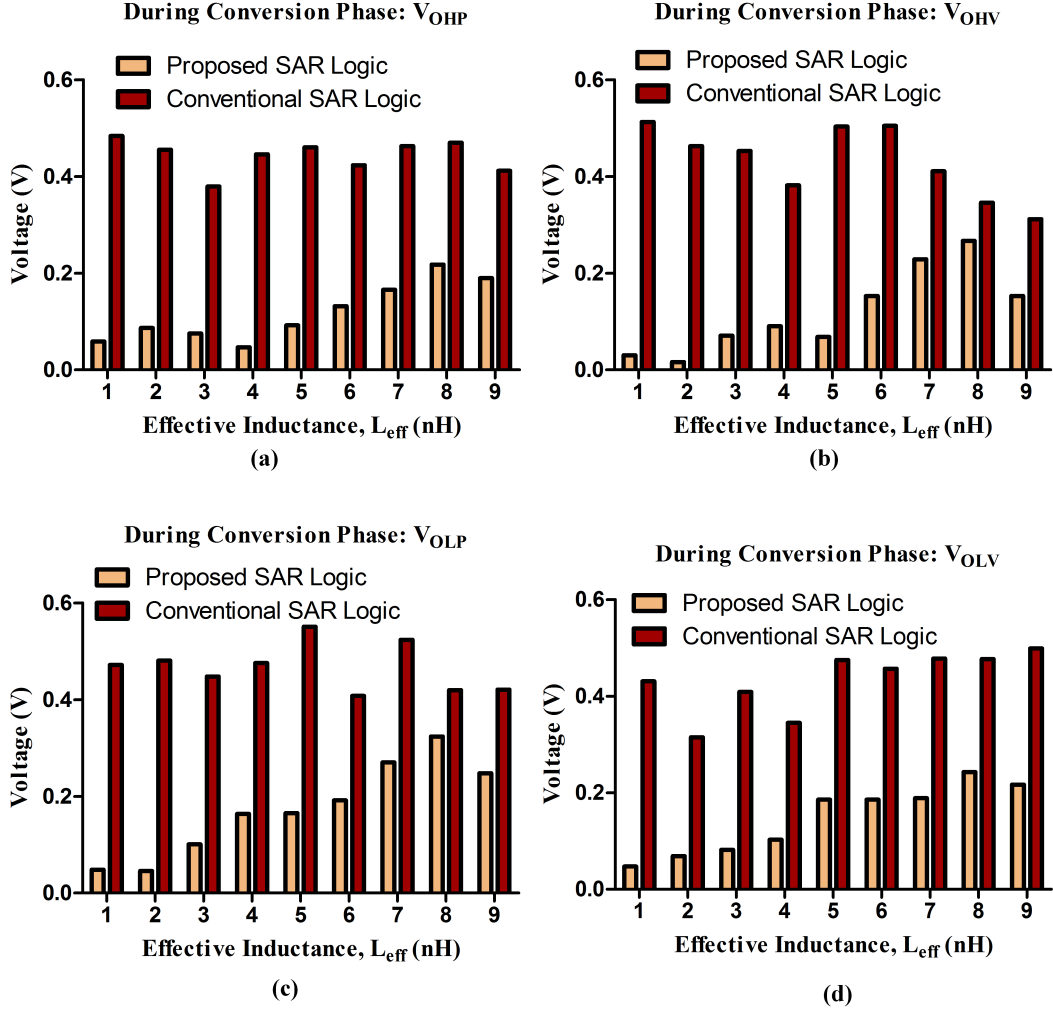 During Conversion Phase: VOHP
Proposed SAR Logic
Conventional SAR Logic
Voltage (V)
0.6
0.4
0.2
0.0
1 2 3 4 5 6 7 8 9
Effective Inductance, Leff (nH)
(a)
During Conversion Phase: VOHV
Proposed SAR Logic
Conventional SAR Logic
Voltage (V)
0.6
0.4
0.2
0.0
1 2 3 4 5 6 7 8 9
Effective Inductance, Leff (nH)
(b)
During Conversion Phase: VOLP
Proposed SAR Logic
Conventional SAR Logic
Voltage (V)
0.6
0.4
0.2
0.0
1 2 3 4 5 6 7 8 9
Effective Inductance, Leff (nH)
(c)
During Conversion Phase: VOLV
Proposed SAR Logic
Conventional SAR Logic
Voltage (V)
0.6
0.4
0.2
0.0
1 2 3 4 5 6 7 8 9
Effective Inductance, Leff (nH)
(d)